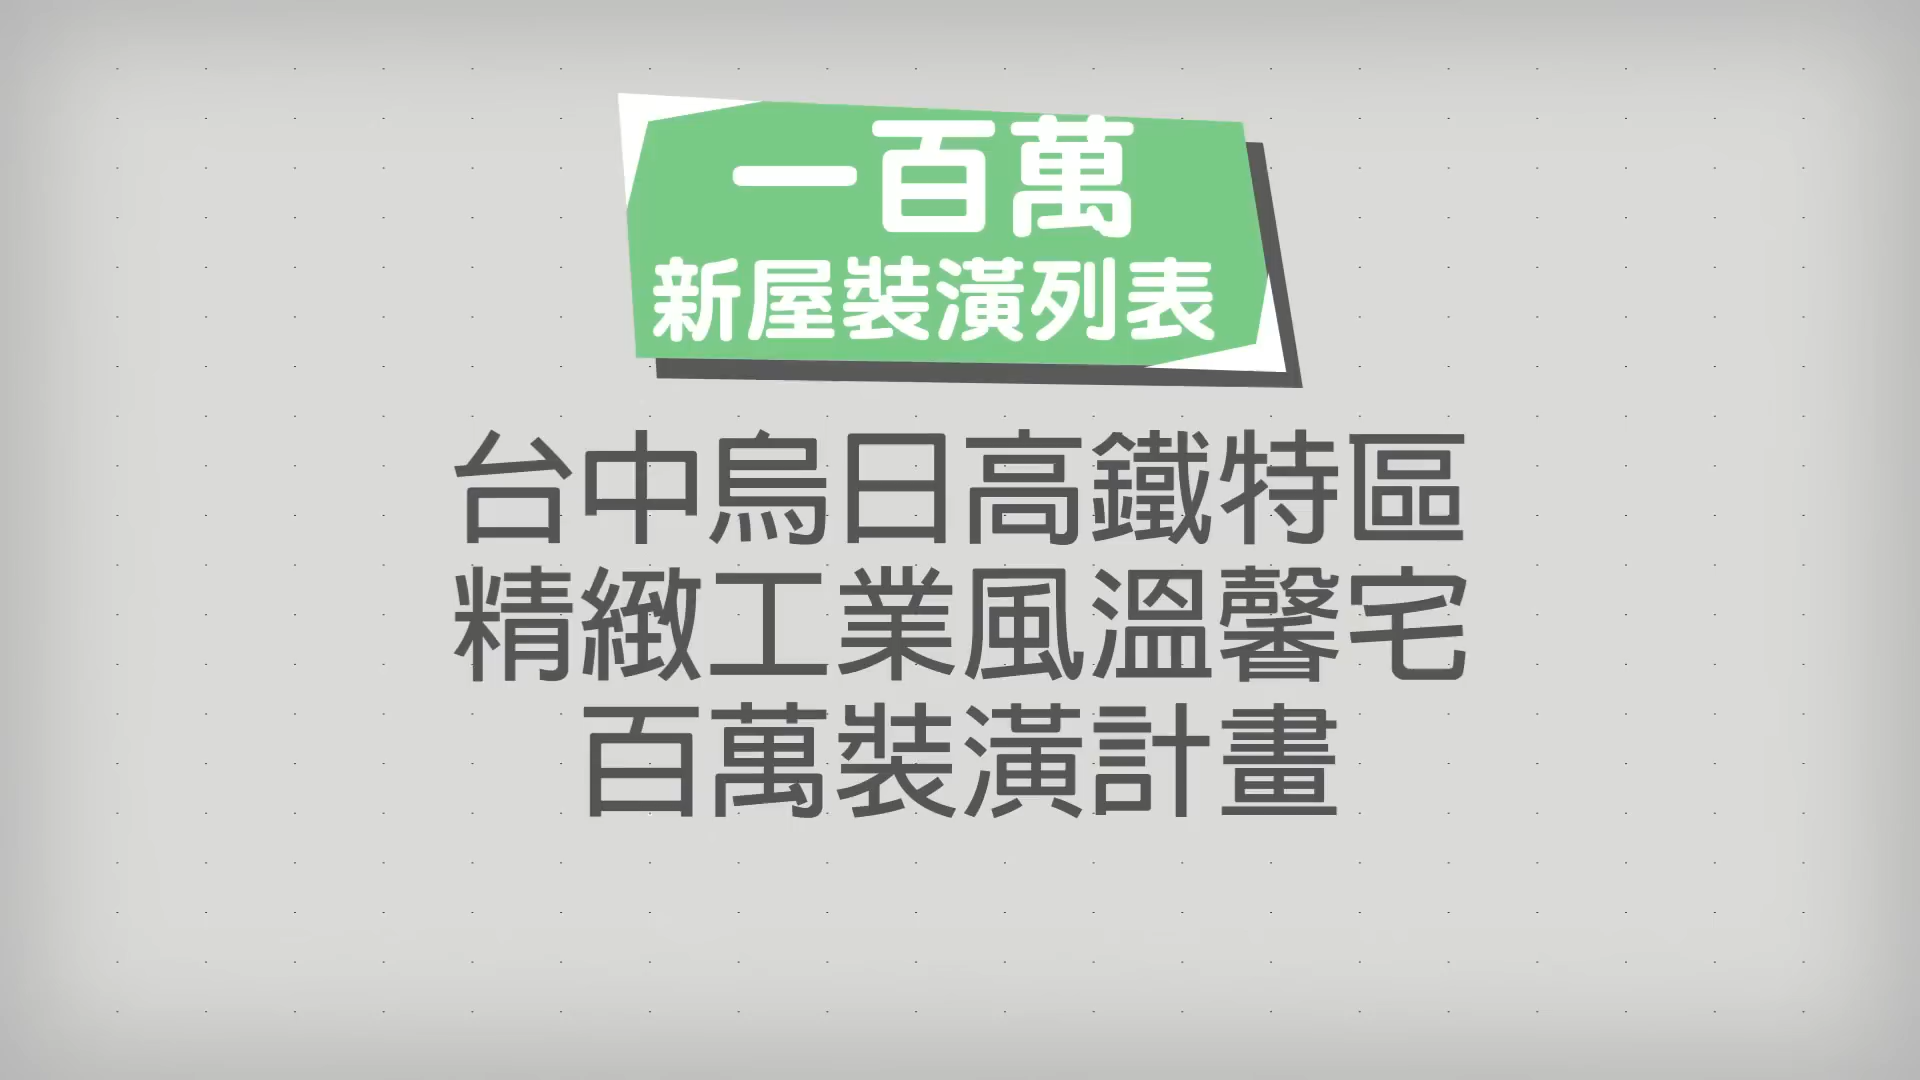 一百萬
新屋裝潢列表
台中烏日高鐵特區
精緻工業風溫馨宅
百萬裝潢計畫